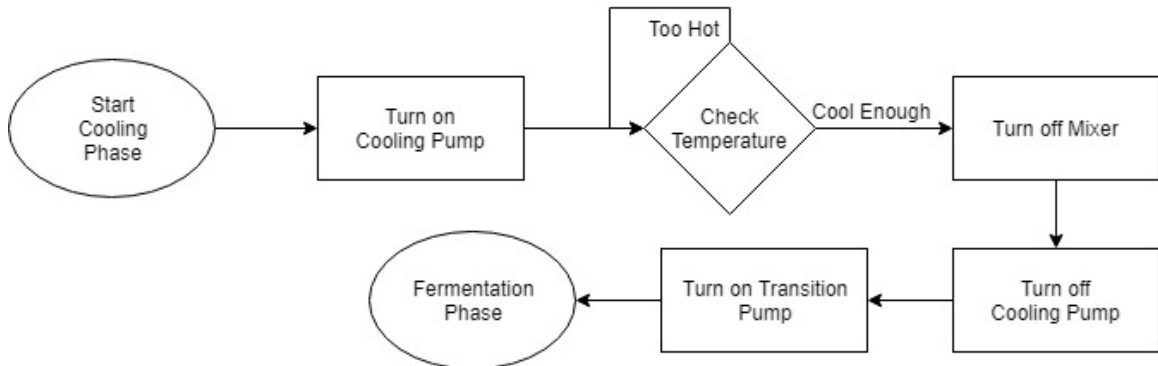 Too Hot
Start
Cooling
Phase
Turn on
Cooling Pump
Check
Temperature
Cool Enough
Turn off Mixer
Turn off
Cooling Pump
Turn on Transition
Pump
Fermentation
Phase